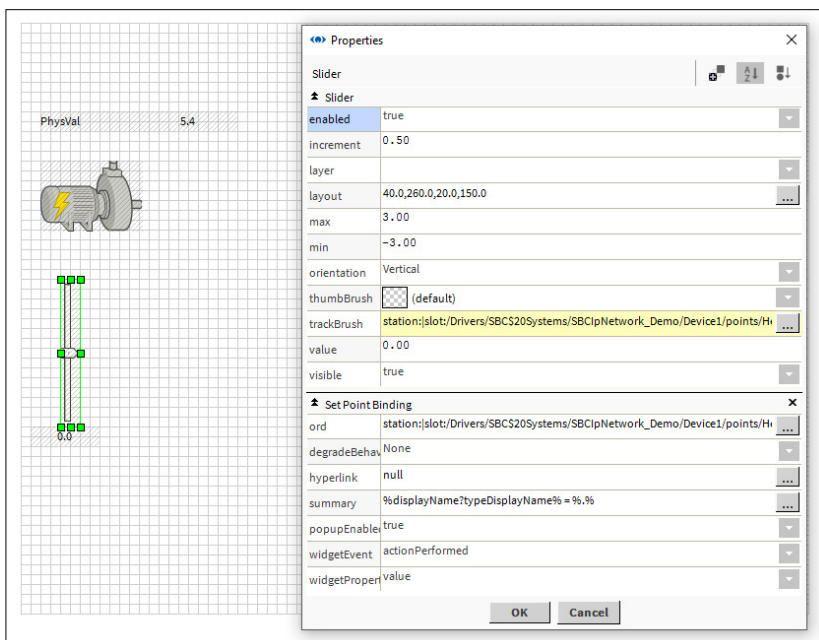 Properties
Slider
Slider
enabled true
increment 0.50
layer
layout 40.0,260.0,20.0,150.0 ...
max 3.00
min -3.00
orientation Vertical
thumbBrush (default)
trackBrush station:|slot:/Drivers/SBC$20Systems/SBCIpNetwork_Demo/Device1/points/He ...
value 0.00
visible true
Set Point Binding
ord station:|slot:/Drivers/SBC$20Systems/SBCIpNetwork_Demo/Device1/points/He ...
degradeBehav None
hyperlink null ...
summary %displayName?typeDisplayName% = %.% ...
popupEnable true
widgetEvent actionPerformed
widgetProper value
OK Cancel
PhysVal 5.4
0.0